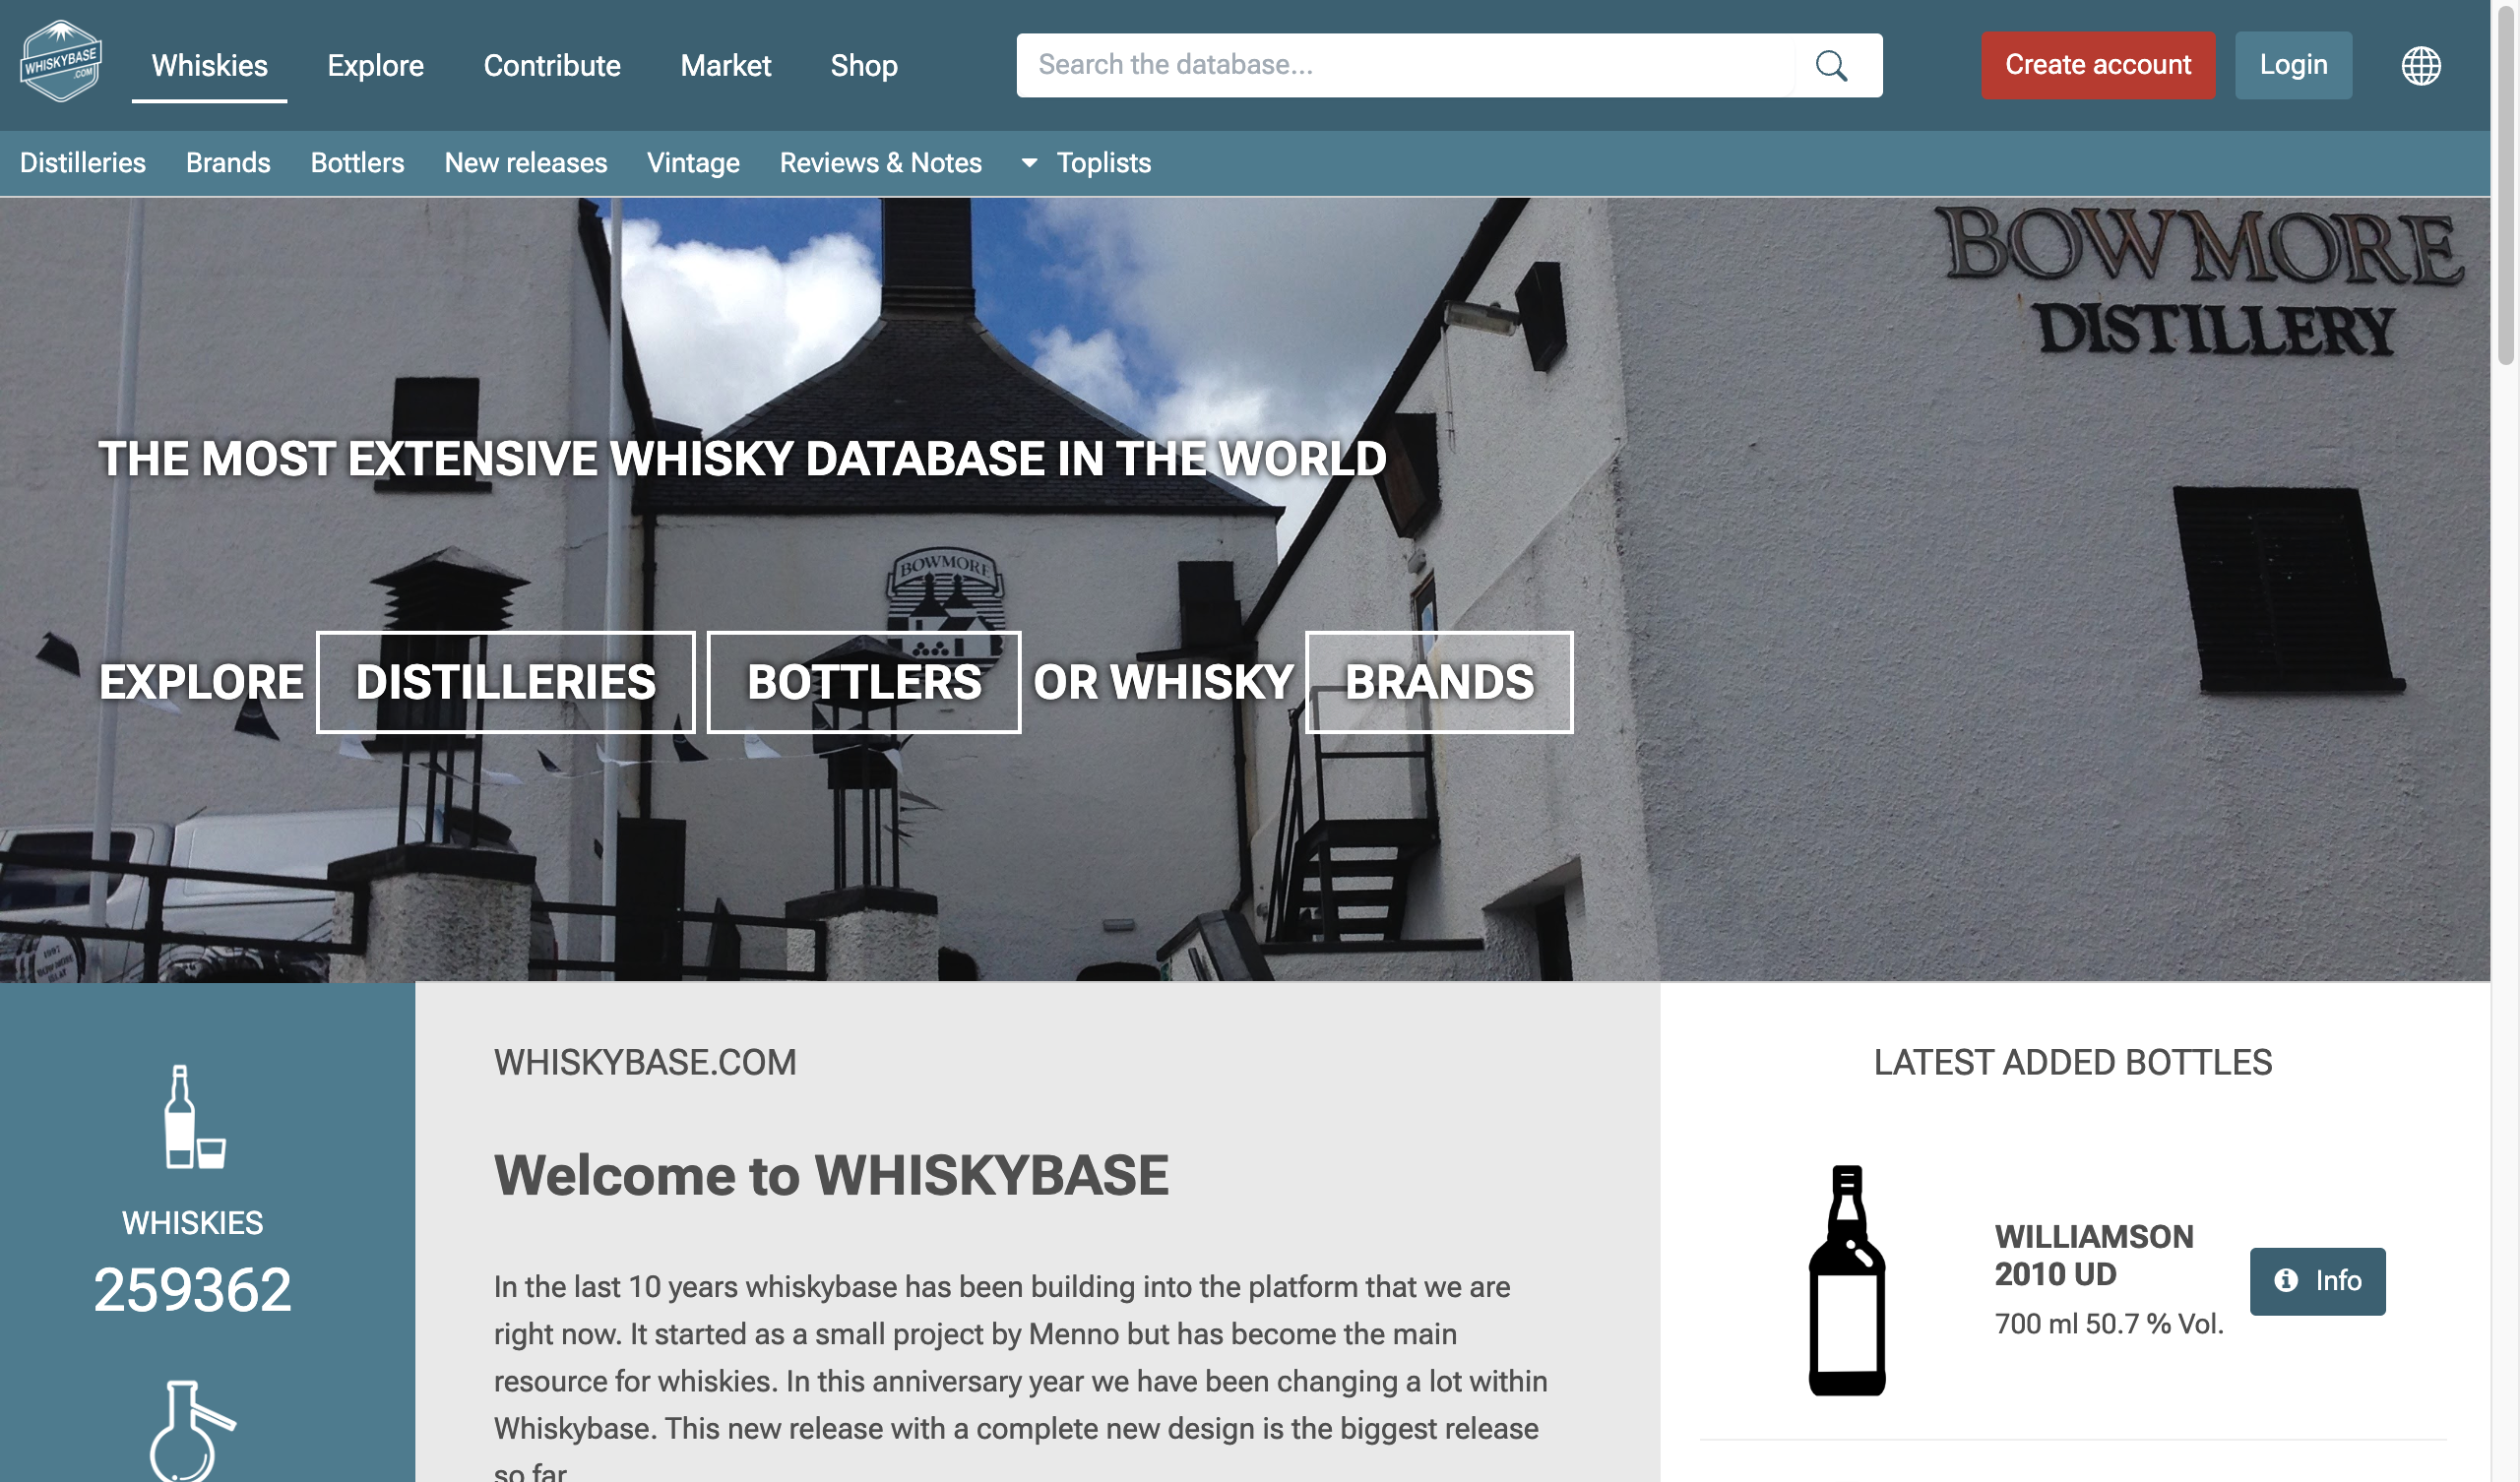 WHISKYBASE
.COM
Whiskies
Explore
Contribute
Market
Shop
Search the database...
Create account
Login
Distilleries
Brands
Bottlers
New releases
Vintage
Reviews & Notes
Toplists
BOWMORE
DISTILLERY
THE MOST EXTENSIVE WHISKY DATABASE IN THE WORLD
BOWMORE
EXPLORE DISTILLERIES BOTTLERS OR WHISKY BRANDS
WHISKIES
259362
WHISKYBASE.COM
Welcome to WHISKYBASE
In the last 10 years whiskybase has been building into the platform that we are
right now. It started as a small project by Menno but has become the main
resource for whiskies. In this anniversary year we have been changing a lot within
Whiskybase. This new release with a complete new design is the biggest release
so far
LATEST ADDED BOTTLES
WILLIAMSON
2010 UD
700 ml 50.7 % Vol.
Info